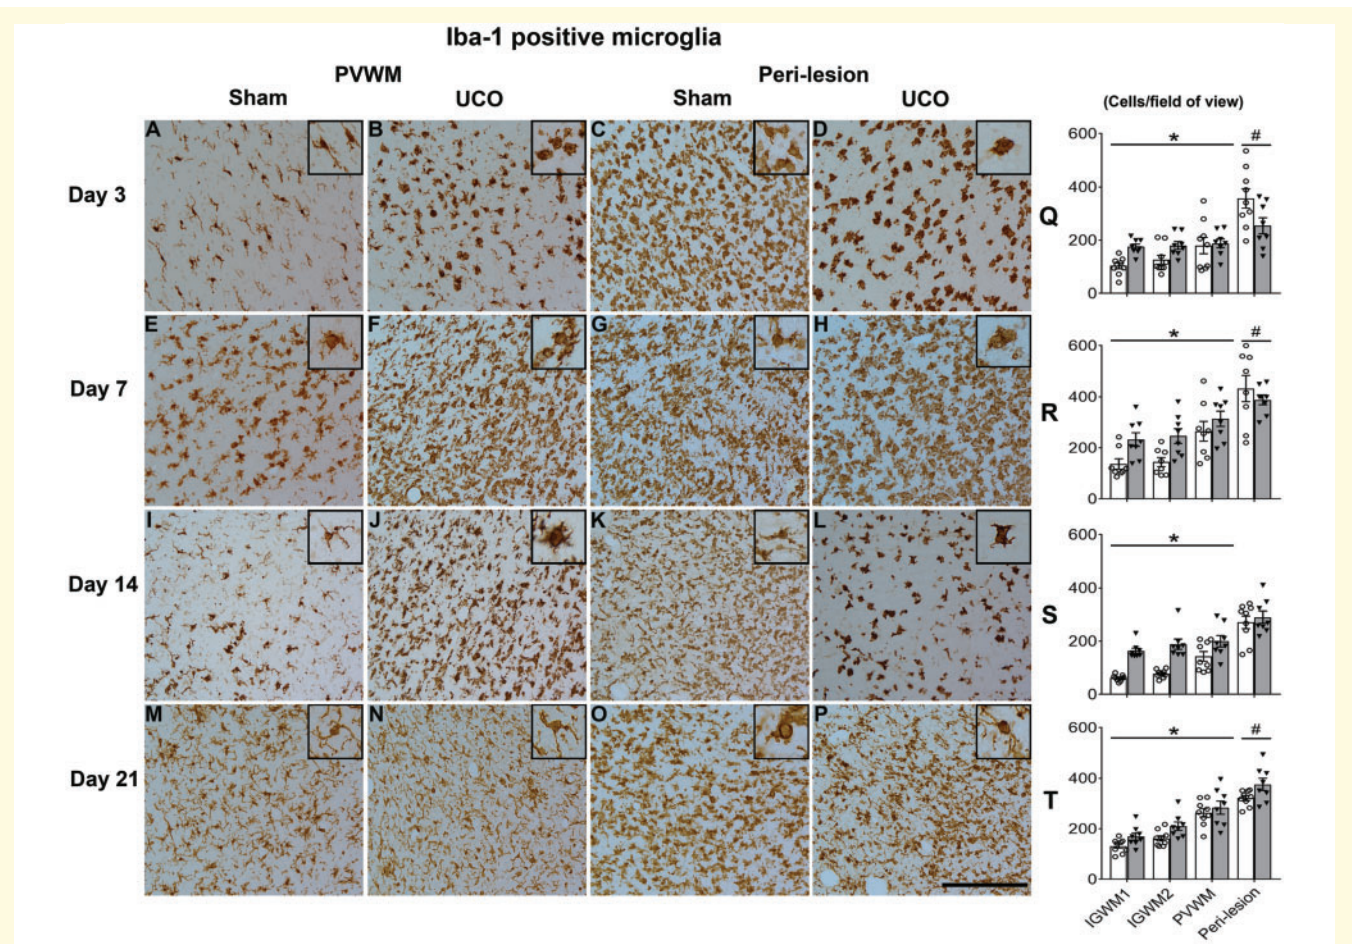 Iba-1 positive microglia
PVWM Peri-lesion
Sham UCO Sham UCO
(Cells/field of view)
Day 3
A B C D
Q
600
400
200
0
* #
Day 7
E F G H
R
600
400
200
0
* #
Day 14
I J K L
S
600
400
200
0
*
Day 21
M N O P
T
600
400
200
0
* #
IGWM1 IGWM2 PVWM Peri-lesion